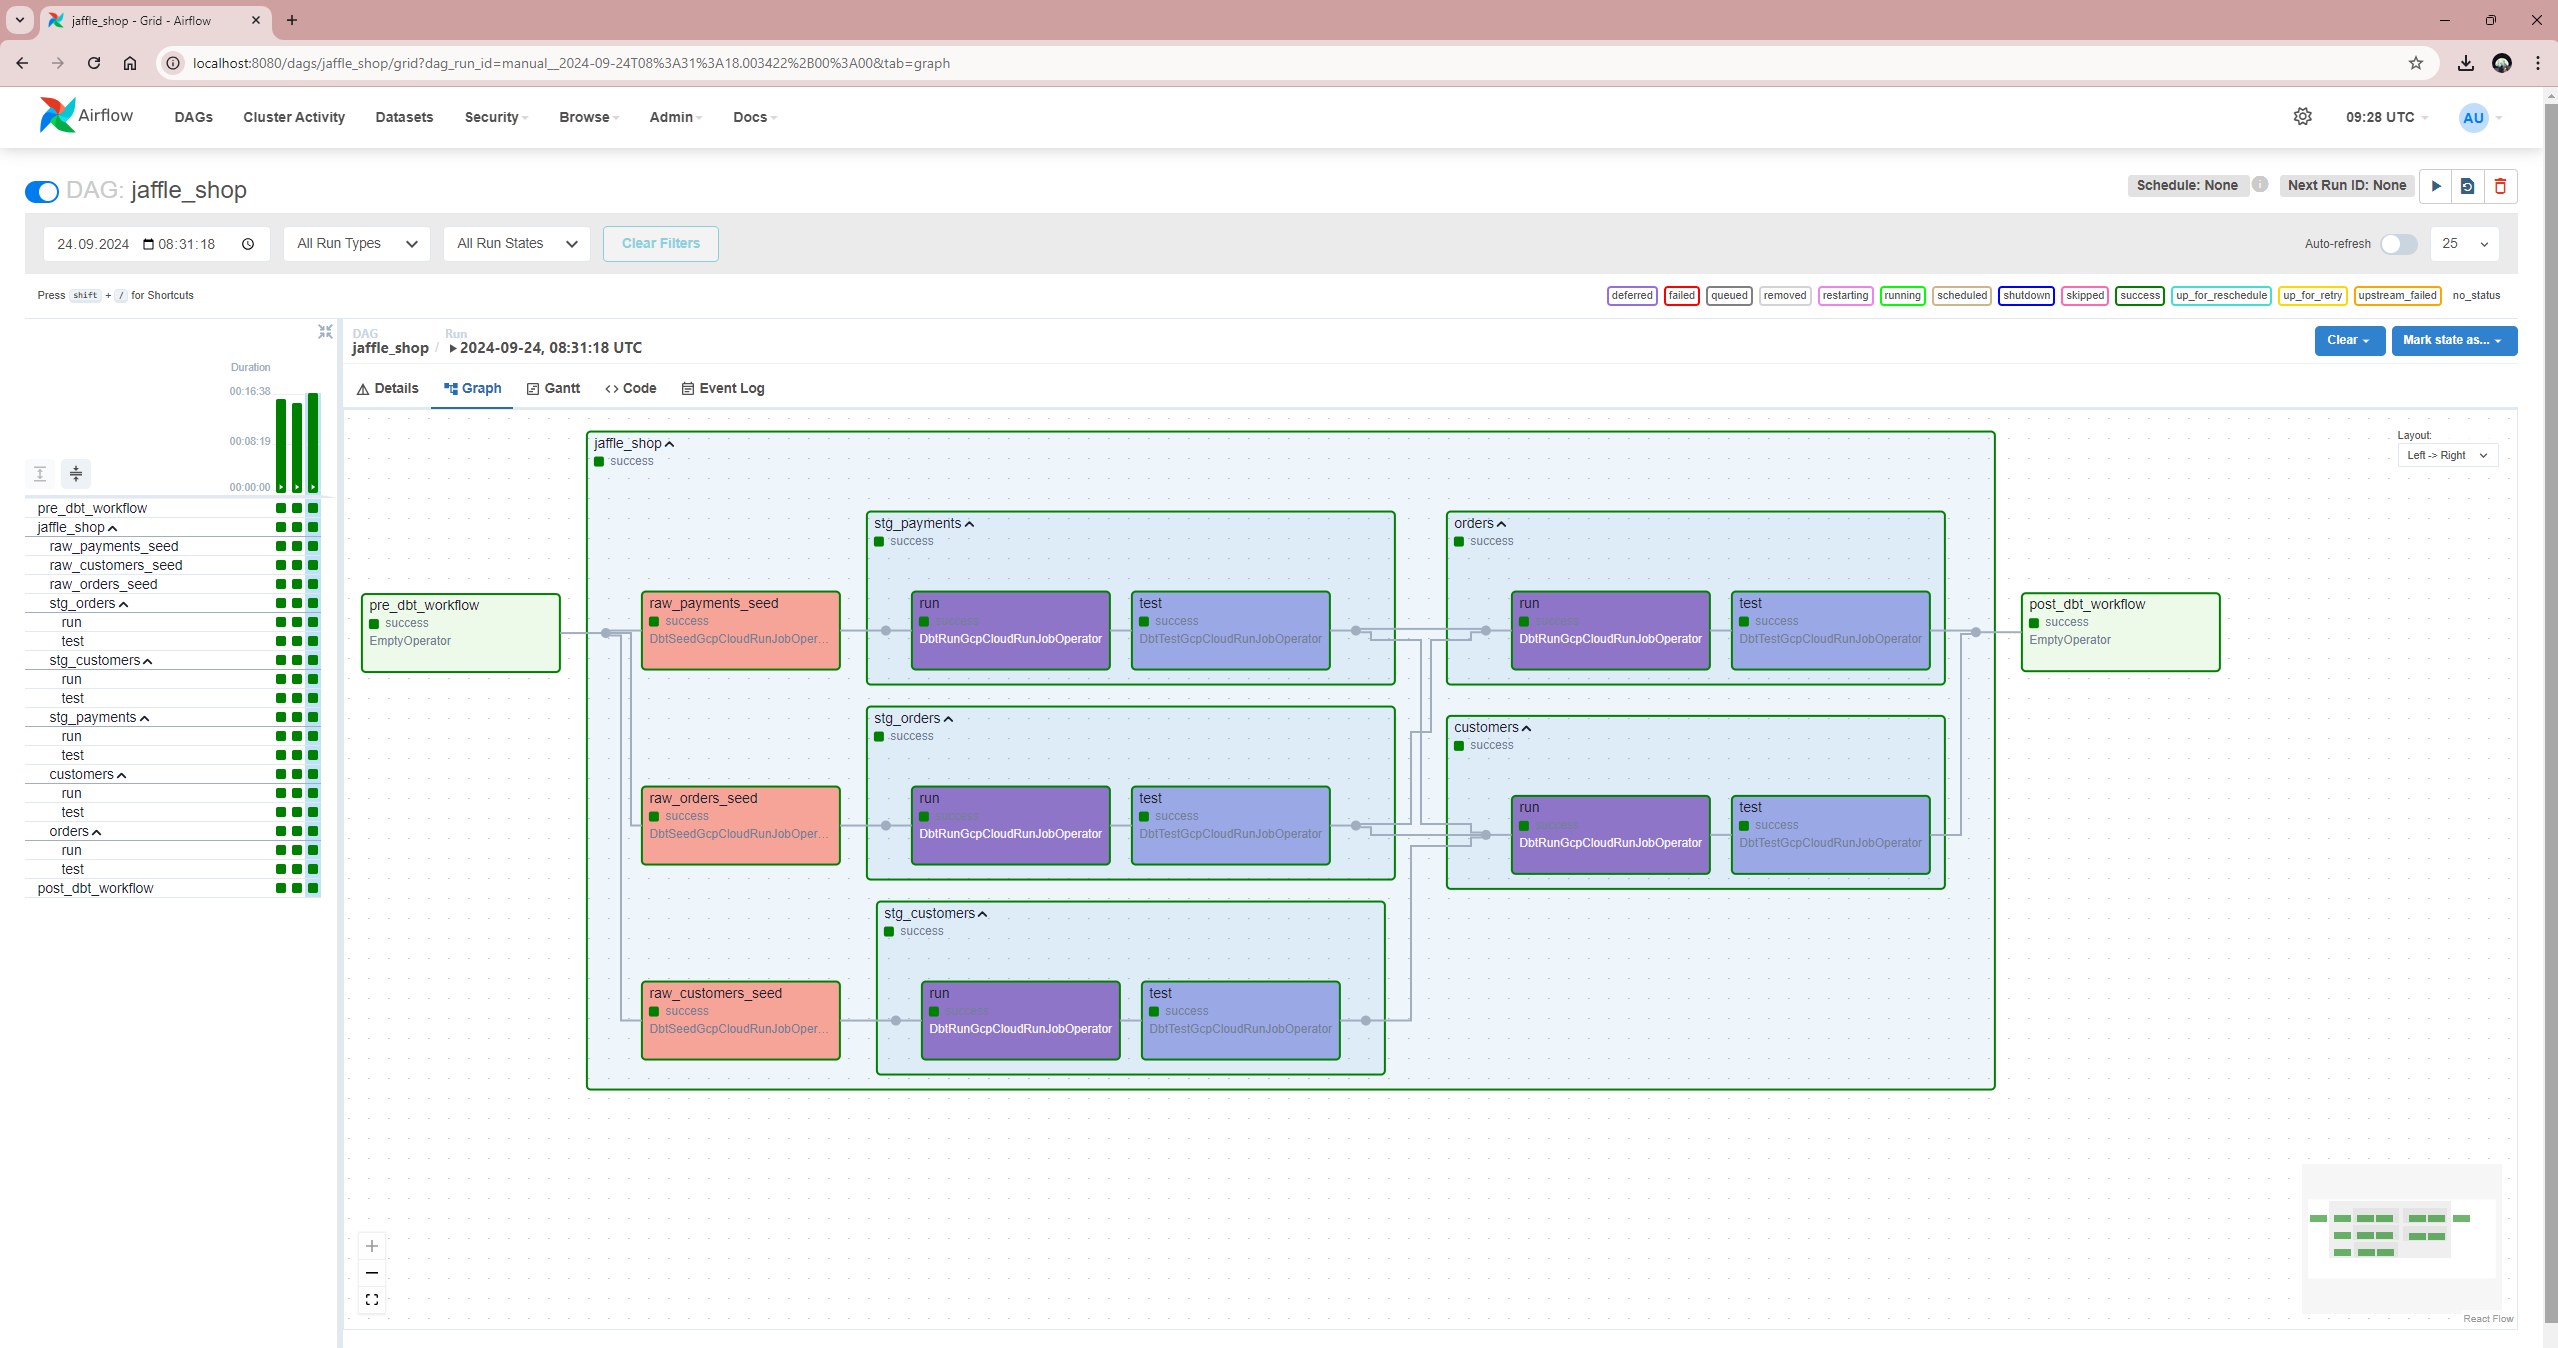 jaffle_shop - Grid - Airflow
localhost:8080/dags/jaffle_shop/grid?dag_run_id=manual__2024-09-24T08%3A31%3A18.003422%2B00%3A00&tab=graph
Airflow DAGs Cluster Activity Datasets Security Browse Admin Docs 09:28 UTC AU
DAG: jaffle_shop Schedule: None Next Run ID: None
24.09.2024 08:31:18 All Run Types All Run States Clear Filters Auto-refresh 25
Press shift + / for Shortcuts deferred failed queued removed restarting running scheduled shutdown skipped success up_for_reschedule up_for_retry upstream_failed no_status
DAG Run
jaffle_shop / 2024-09-24, 08:31:18 UTC Clear Mark state as...
Details Graph Gantt Code Event Log
Duration
00:16:38
00:08:19
00:00:00
pre_dbt_workflow
jaffle_shop
raw_payments_seed
raw_customers_seed
raw_orders_seed
stg_orders
run
test
stg_customers
run
test
stg_payments
run
test
customers
run
test
orders
run
test
post_dbt_workflow
Layout:
Left -> Right
pre_dbt_workflow
success
EmptyOperator
jaffle_shop
success
raw_payments_seed
success
DbtSeedGcpCloudRunJobOper...
stg_payments
success
run
success
DbtRunGcpCloudRunJobOperator
test
success
DbtTestGcpCloudRunJobOperator
orders
success
run
success
DbtRunGcpCloudRunJobOperator
test
success
DbtTestGcpCloudRunJobOperator
post_dbt_workflow
success
EmptyOperator
raw_orders_seed
success
DbtSeedGcpCloudRunJobOper...
stg_orders
success
run
success
DbtRunGcpCloudRunJobOperator
test
success
DbtTestGcpCloudRunJobOperator
customers
success
run
success
DbtRunGcpCloudRunJobOperator
test
success
DbtTestGcpCloudRunJobOperator
raw_customers_seed
success
DbtSeedGcpCloudRunJobOper...
stg_customers
success
run
success
DbtRunGcpCloudRunJobOperator
test
success
DbtTestGcpCloudRunJobOperator
React Flow